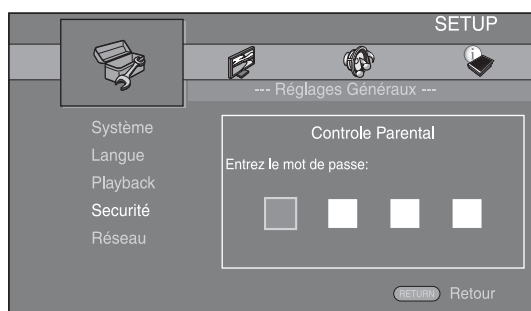 SETUP
--- Réglages Généraux ---
Système
Langue
Playback
Securité
Réseau
Controle Parental
Entrez le mot de passe:
RETURN Retour